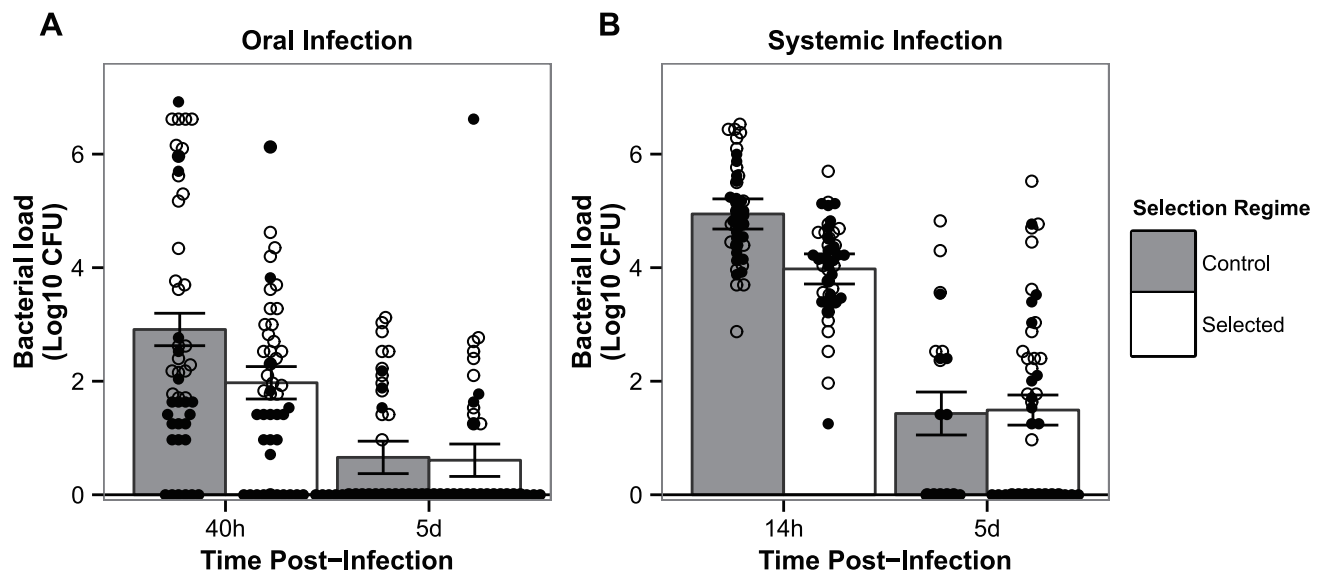 A
Oral Infection
Bacterial load
(Log10 CFU)
6
4
2
0
40h
5d
Time Post−Infection
B
Systemic Infection
Bacterial load
(Log10 CFU)
6
4
2
0
14h
5d
Time Post−Infection
Selection Regime
Control
Selected